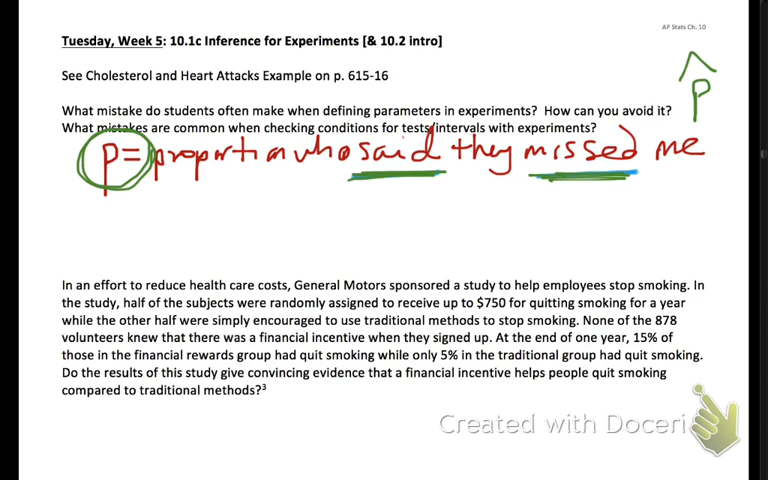 AP Stats Ch. 10
Tuesday, Week 5: 10.1c Inference for Experiments [& 10.2 intro]
See Cholesterol and Heart Attacks Example on p. 615-16
p̂
What mistake do students often make when defining parameters in experiments? How can you avoid it?
What mistakes are common when checking conditions for tests/intervals with experiments?
p = proportion who said they missed me
In an effort to reduce health care costs, General Motors sponsored a study to help employees stop smoking. In
the study, half of the subjects were randomly assigned to receive up to $750 for quitting smoking for a year
while the other half were simply encouraged to use traditional methods to stop smoking. None of the 878
volunteers knew that there was a financial incentive when they signed up. At the end of one year, 15% of
those in the financial rewards group had quit smoking while only 5% in the traditional group had quit smoking.
Do the results of this study give convincing evidence that a financial incentive helps people quit smoking
compared to traditional methods?³
Created with Doceri